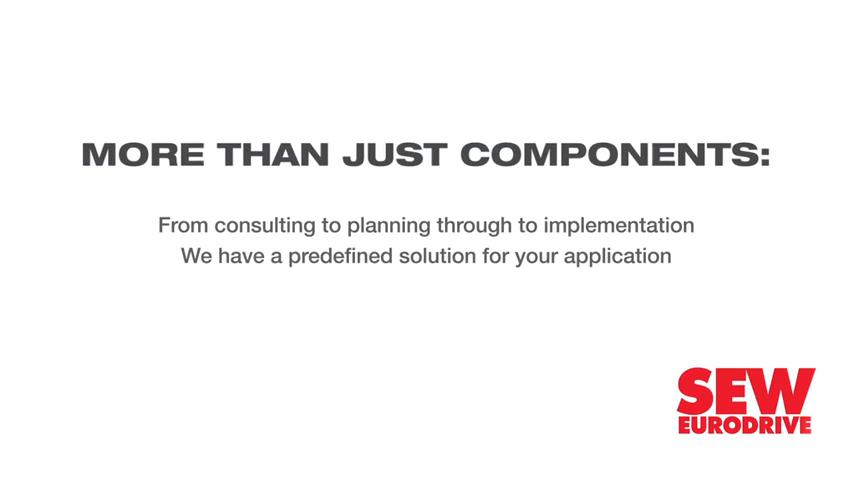 MORE THAN JUST COMPONENTS:
From consulting to planning through to implementation
We have a predefined solution for your application
SEW
EURODRIVE